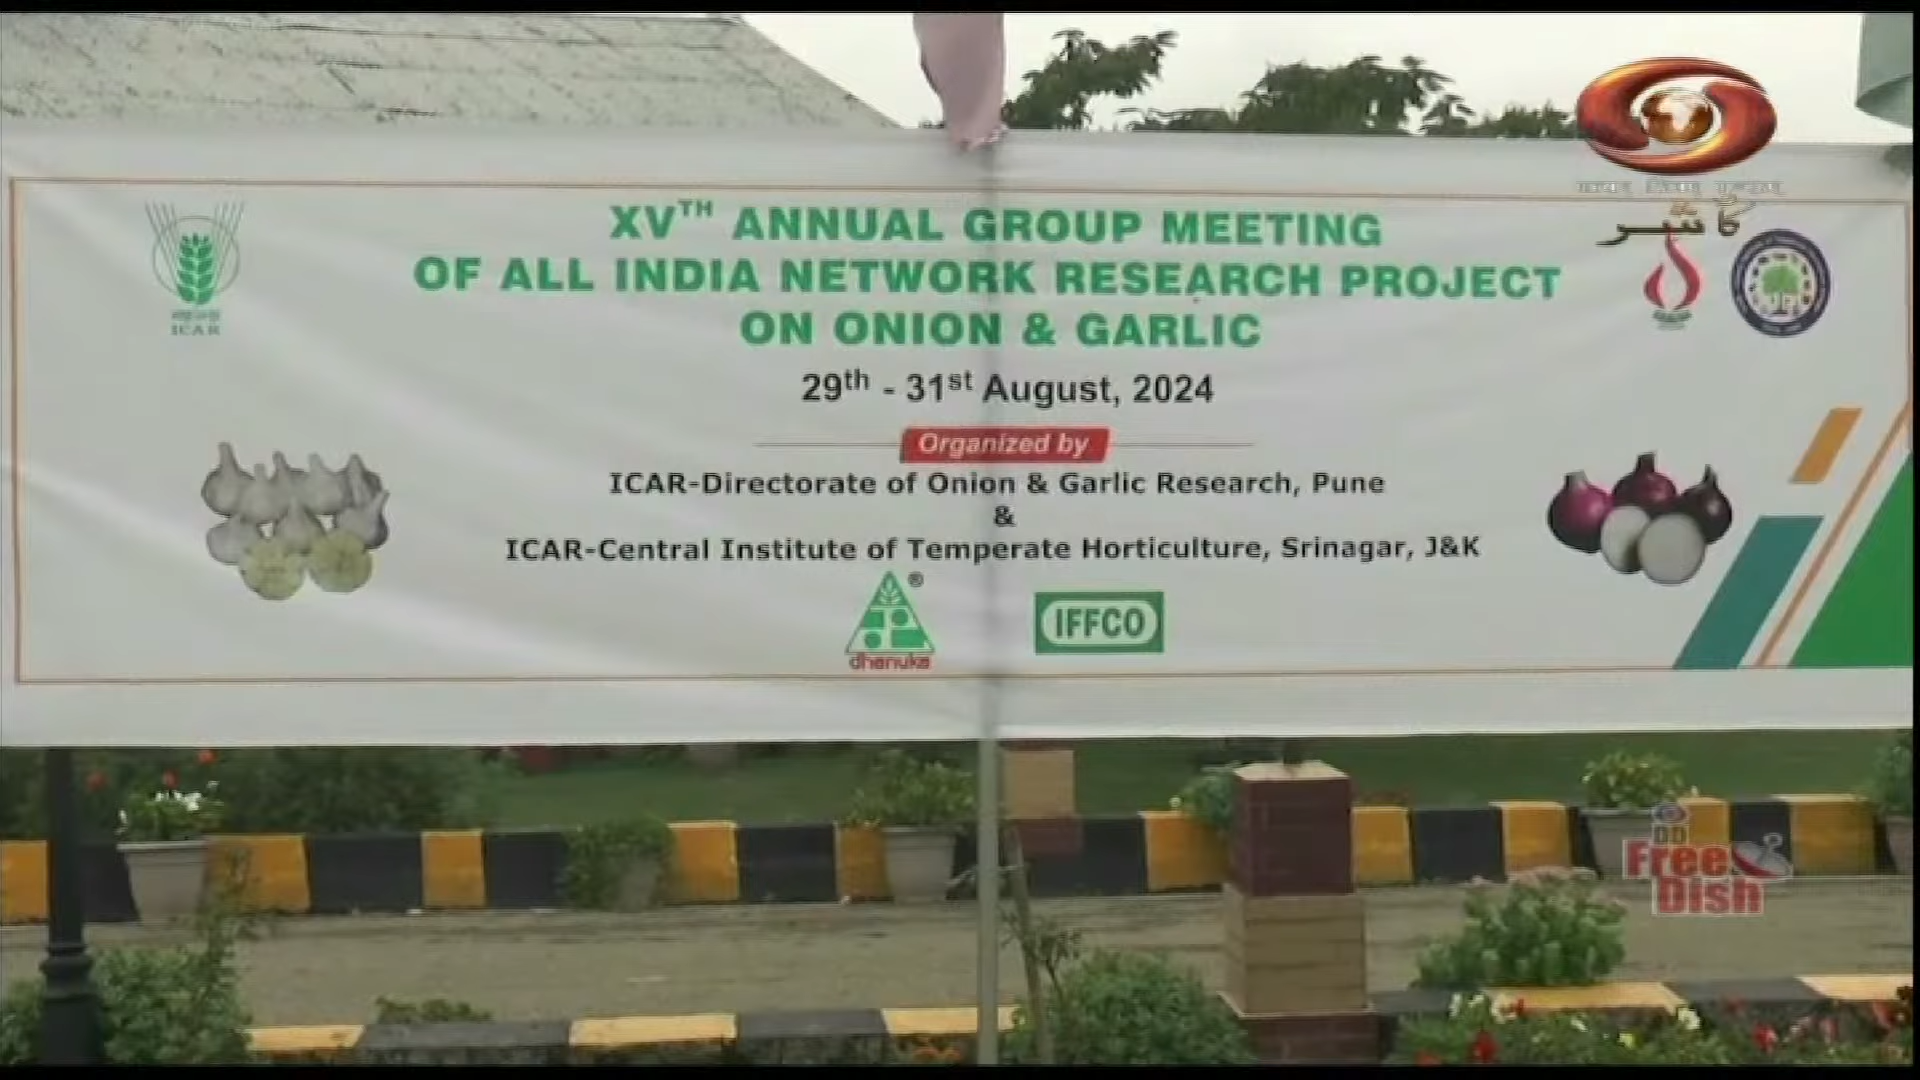 کٲشُر
XVTH ANNUAL GROUP MEETING
OF ALL INDIA NETWORK RESEARCH PROJECT
ON ONION & GARLIC
29th - 31st August, 2024
Organized by
ICAR-Directorate of Onion & Garlic Research, Pune
&
ICAR-Central Institute of Temperate Horticulture, Srinagar, J&K
ICAR
dhanuka
®
IFFCO
DD
Free
Dish